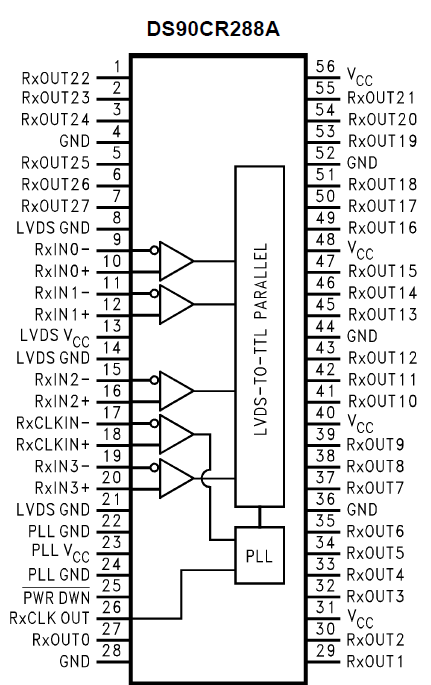 DS90CR288A
RxOUT22 1 56 VCC
RxOUT23 2 55 RxOUT21
RxOUT24 3 54 RxOUT20
GND 4 53 RxOUT19
RxOUT25 5 52 GND
RxOUT26 6 51 RxOUT18
RxOUT27 7 50 RxOUT17
LVDS GND 8 49 RxOUT16
RxIN0- 9 48 VCC
RxIN0+ 10 47 RxOUT15
RxIN1- 11 46 RxOUT14
RxIN1+ 12 45 RxOUT13
LVDS VCC 13 44 GND
LVDS GND 14 43 RxOUT12
RxIN2- 15 42 RxOUT11
RxIN2+ 16 41 RxOUT10
RxCLKIN- 17 40 VCC
RxCLKIN+ 18 39 RxOUT9
RxIN3- 19 38 RxOUT8
RxIN3+ 20 37 RxOUT7
LVDS GND 21 36 GND
PLL GND 22 35 RxOUT6
PLL VCC 23 34 RxOUT5
PLL GND 24 33 RxOUT4
PWR DWN 25 32 RxOUT3
RxCLK OUT 26 31 VCC
RxOUT0 27 30 RxOUT2
GND 28 29 RxOUT1
LVDS-TO-TTL PARALLEL
PLL